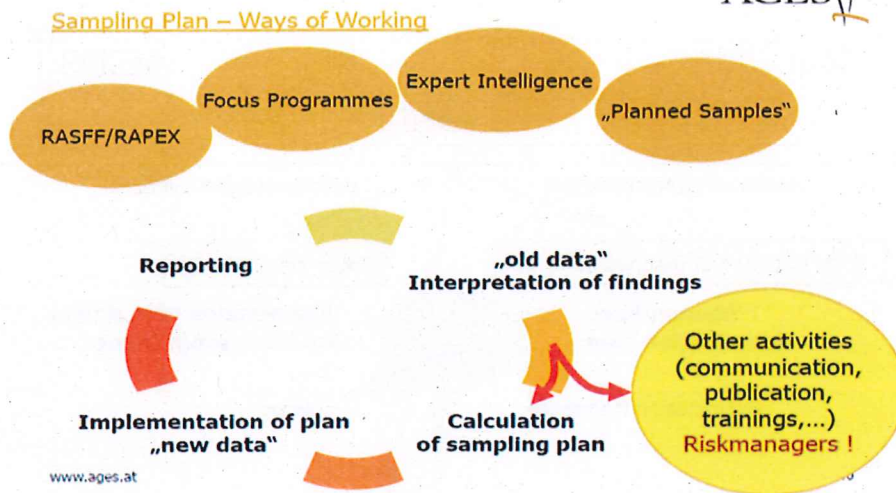 AGES
Sampling Plan – Ways of Working
RASFF/RAPEX
Focus Programmes
Expert Intelligence
„Planned Samples“
Reporting
„old data“
Interpretation of findings
Other activities
(communication,
publication,
trainings,...)
Riskmanagers !
Implementation of plan
„new data“
Calculation
of sampling plan
www.ages.at